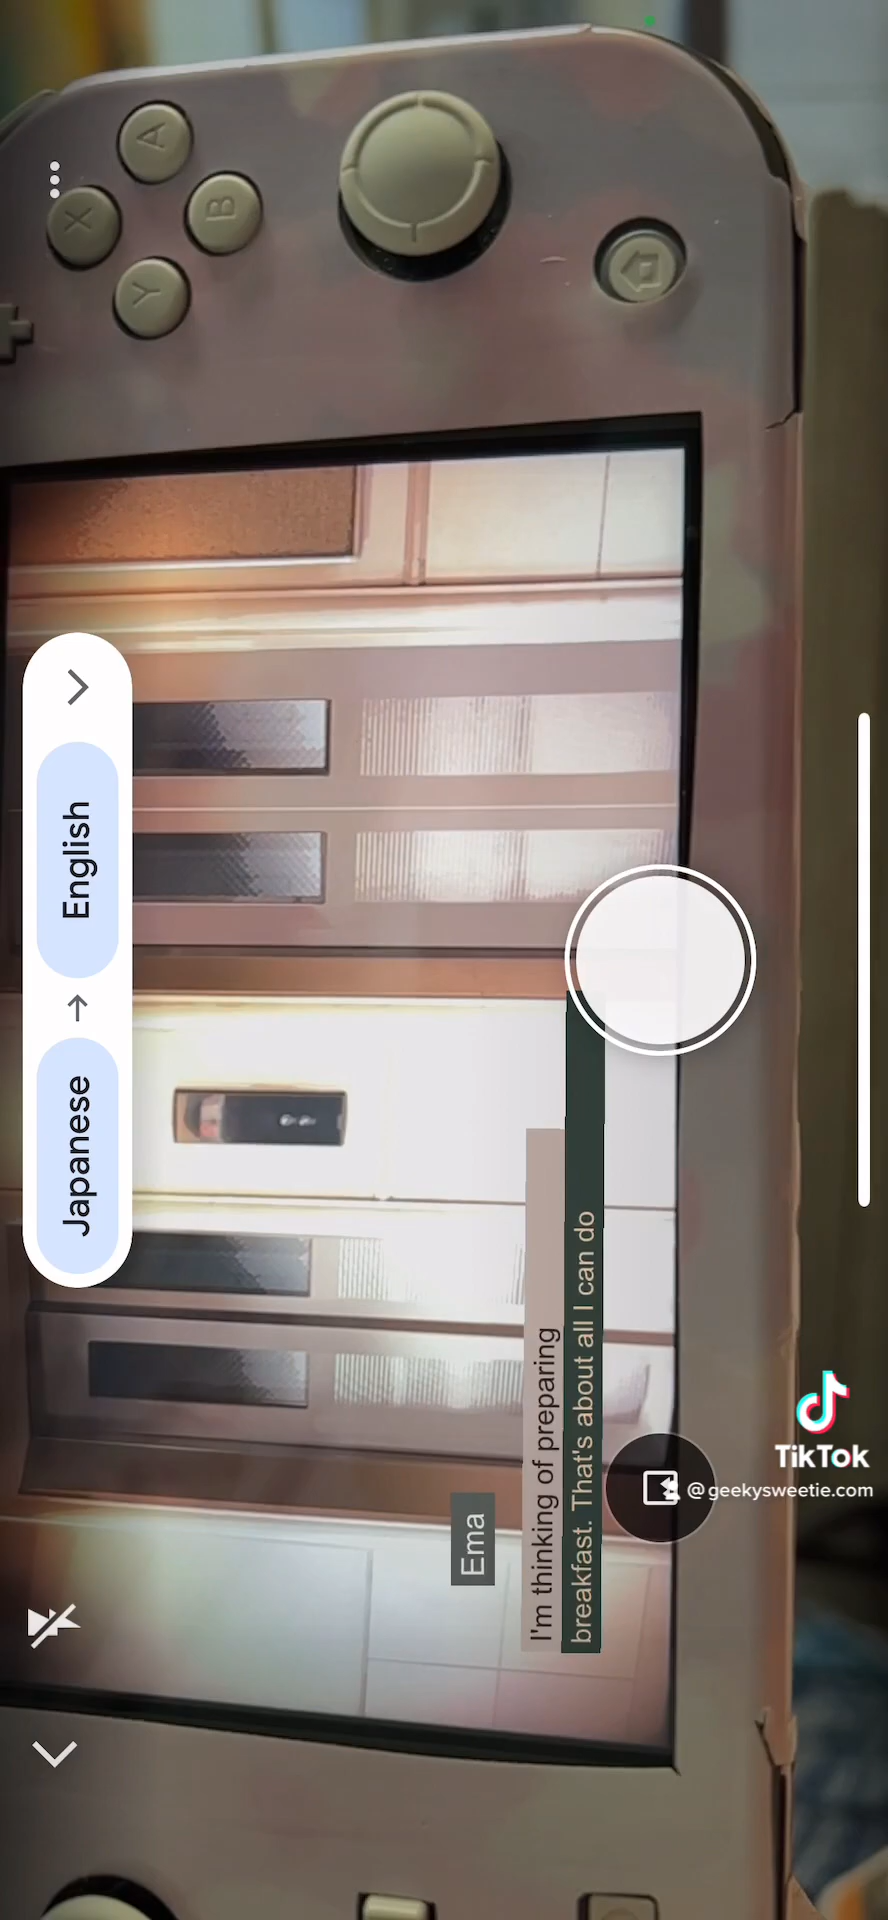 A
X
B
Y
Japanese → English
Ema
I'm thinking of preparing
breakfast. That's about all I can do
TikTok
@geekysweetie.com